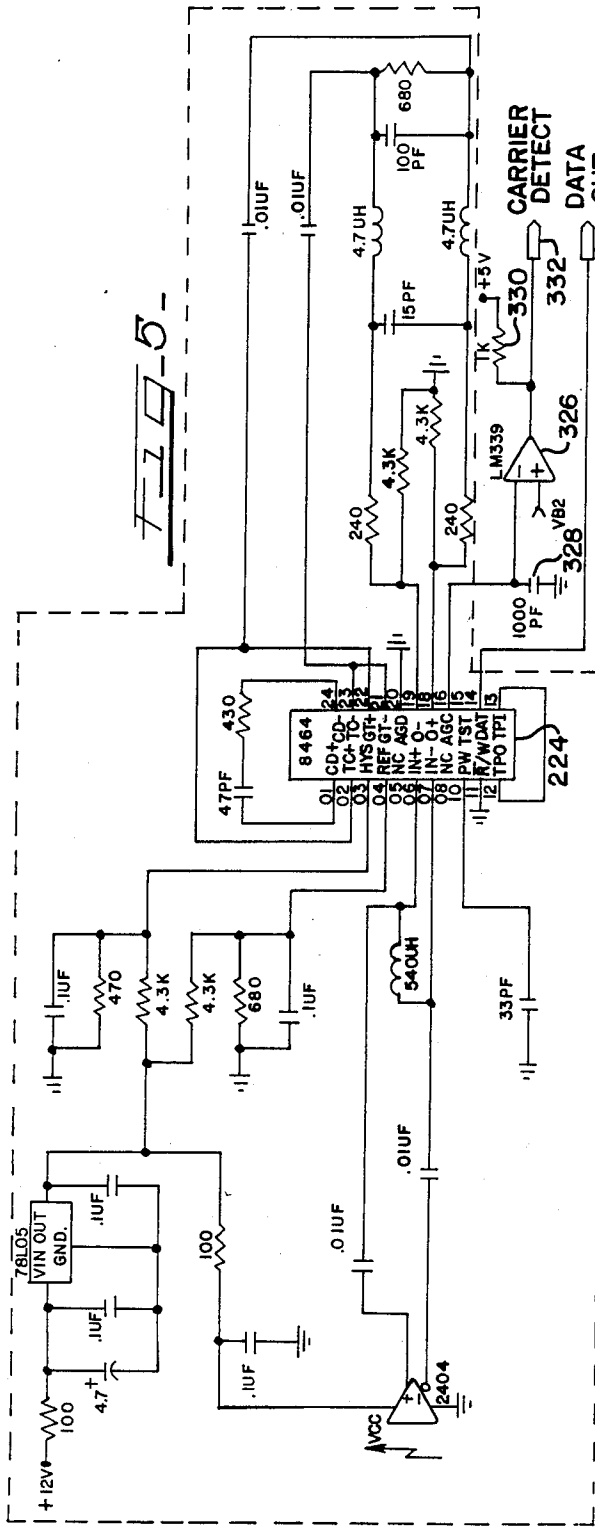 Fig-5-
+12V
100
4.7
+
.1UF
78L05
VIN OUT
GND.
.1UF
.1UF
470
4.3K
4.3K
680
.1UF
100
.1UF
VCC
+
−
2404
.01UF
.01UF
540UH
33PF
47PF
430
8464
01 CD+ CD- 24
02 TC+ TC- 23
03 HYS GT+ 22
04 REF GT- 21
05 NC AGD 20
06 IN+ O- 19
07 IN- O+ 18
08 NC AGC 16
10 PW TST 15
11 R/W DAT 14
12 TPO TPI 13
224
.01UF
.01UF
240
4.3K
4.3K
240
15PF
4.7UH
4.7UH
100
PF
680
1000
PF
328
VB2
LM339
−
+
326
+5V
330
332
CARRIER
DETECT
DATA